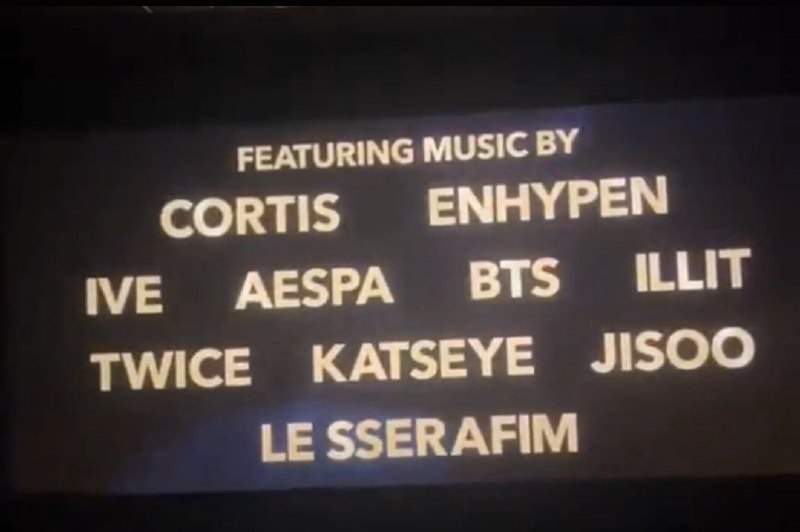 FEATURING MUSIC BY
CORTIS ENHYPEN
IVE AESPA BTS ILLIT
TWICE KATSEYE JISOO
LE SSERAFIM